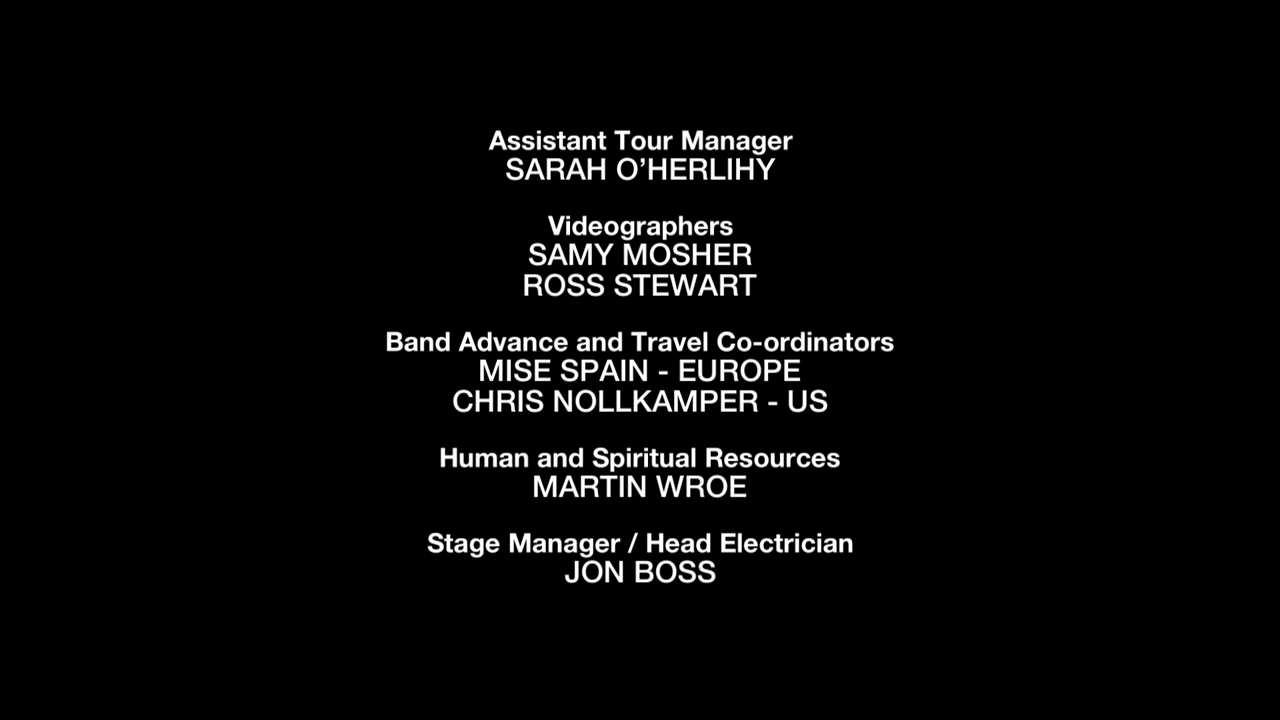 Assistant Tour Manager
SARAH O’HERLIHY
Videographers
SAMY MOSHER
ROSS STEWART
Band Advance and Travel Co-ordinators
MISE SPAIN - EUROPE
CHRIS NOLLKAMPER - US
Human and Spiritual Resources
MARTIN WROE
Stage Manager / Head Electrician
JON BOSS